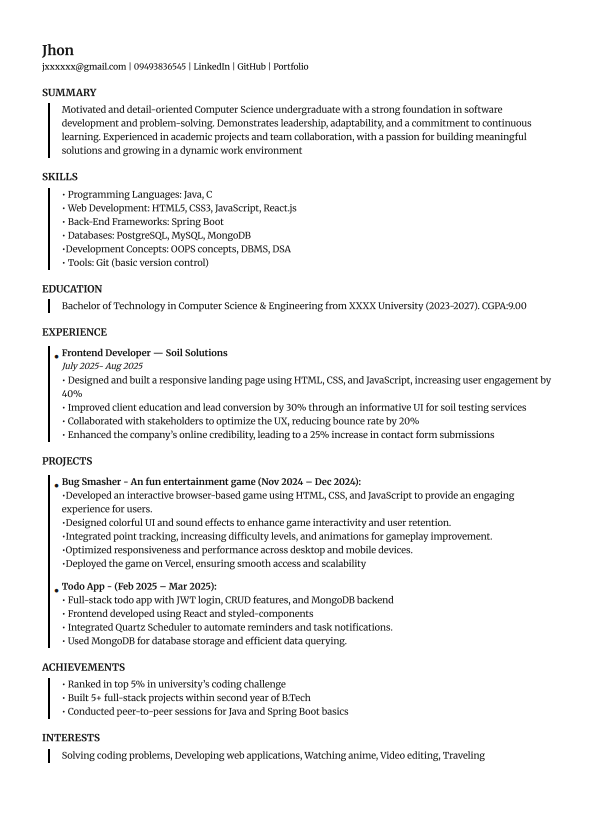 Jhon
jxxxxxx@gmail.com | 09493836545 | LinkedIn | GitHub | Portfolio
SUMMARY
Motivated and detail-oriented Computer Science undergraduate with a strong foundation in software
development and problem-solving. Demonstrates leadership, adaptability, and a commitment to continuous
learning. Experienced in academic projects and team collaboration, with a passion for building meaningful
solutions and growing in a dynamic work environment
SKILLS
• Programming Languages: Java, C
• Web Development: HTML5, CSS3, JavaScript, React.js
• Back-End Frameworks: Spring Boot
• Databases: PostgreSQL, MySQL, MongoDB
•Development Concepts: OOPS concepts, DBMS, DSA
• Tools: Git (basic version control)
EDUCATION
Bachelor of Technology in Computer Science & Engineering from XXXX University (2023-2027). CGPA:9.00
EXPERIENCE
• Frontend Developer — Soil Solutions
July 2025- Aug 2025
• Designed and built a responsive landing page using HTML, CSS, and JavaScript, increasing user engagement by
40%
• Improved client education and lead conversion by 30% through an informative UI for soil testing services
• Collaborated with stakeholders to optimize the UX, reducing bounce rate by 20%
• Enhanced the company's online credibility, leading to a 25% increase in contact form submissions
PROJECTS
• Bug Smasher - An fun entertainment game (Nov 2024 – Dec 2024):
•Developed an interactive browser-based game using HTML, CSS, and JavaScript to provide an engaging
experience for users.
•Designed colorful UI and sound effects to enhance game interactivity and user retention.
•Integrated point tracking, increasing difficulty levels, and animations for gameplay improvement.
•Optimized responsiveness and performance across desktop and mobile devices.
•Deployed the game on Vercel, ensuring smooth access and scalability
• Todo App - (Feb 2025 – Mar 2025):
• Full-stack todo app with JWT login, CRUD features, and MongoDB backend
• Frontend developed using React and styled-components
• Integrated Quartz Scheduler to automate reminders and task notifications.
• Used MongoDB for database storage and efficient data querying.
ACHIEVEMENTS
• Ranked in top 5% in university's coding challenge
• Built 5+ full-stack projects within second year of B.Tech
• Conducted peer-to-peer sessions for Java and Spring Boot basics
INTERESTS
Solving coding problems, Developing web applications, Watching anime, Video editing, Traveling